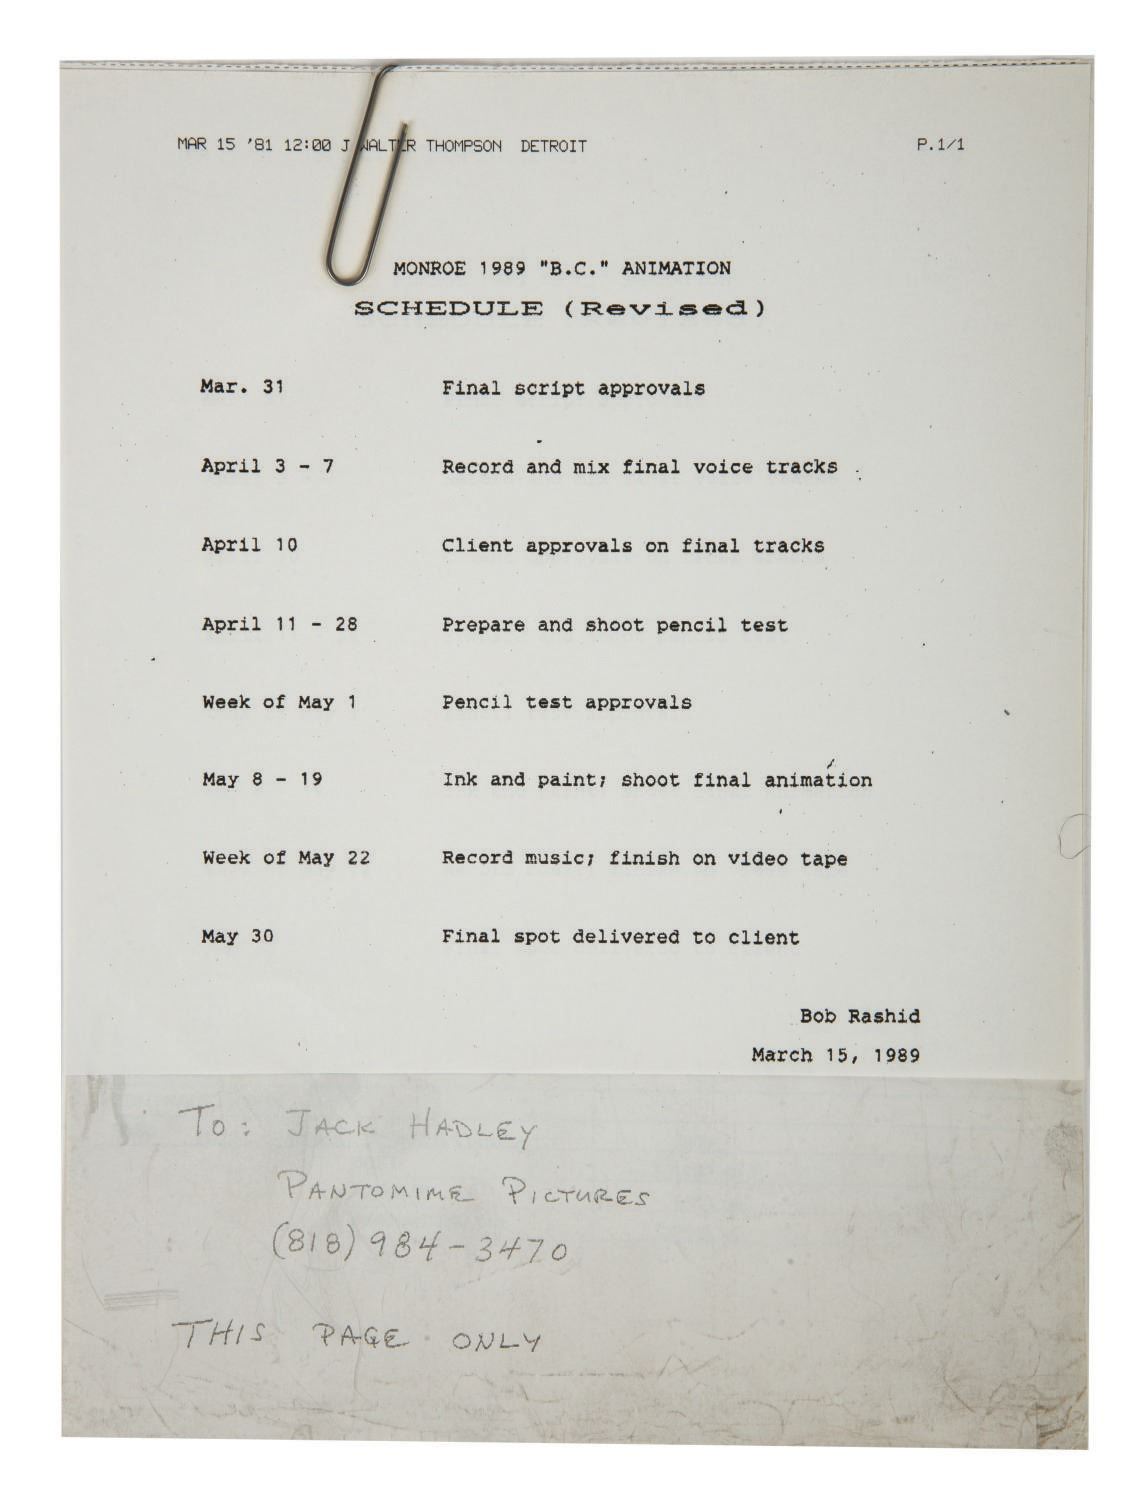 MAR 15 '81 12:00 J WALTER THOMPSON DETROIT P.1/1
MONROE 1989 "B.C." ANIMATION
SCHEDULE (Revised)
Mar. 31 Final script approvals
April 3 - 7 Record and mix final voice tracks
April 10 Client approvals on final tracks
April 11 - 28 Prepare and shoot pencil test
Week of May 1 Pencil test approvals
May 8 - 19 Ink and paint; shoot final animation
Week of May 22 Record music; finish on video tape
May 30 Final spot delivered to client
Bob Rashid
March 15, 1989
TO: JACK HADLEY
PANTOMIME PICTURES
(818) 984-3470
THIS PAGE ONLY